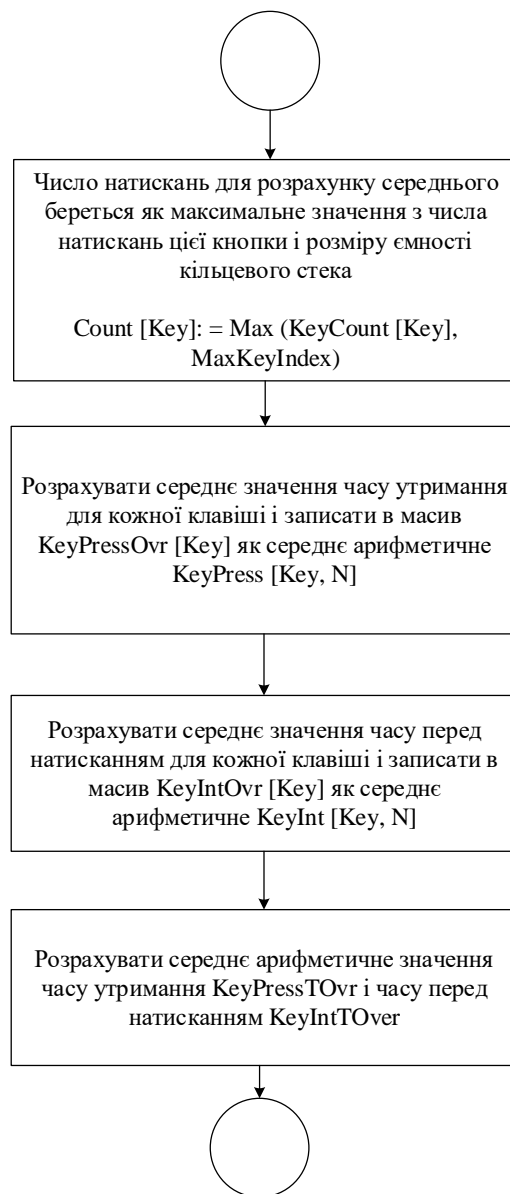 Число натискань для розрахунку середнього
береться як максимальне значення з числа
натискань цієї кнопки і розміру ємності
кільцевого стека
Count [Key]: = Max (KeyCount [Key],
MaxKeyIndex)
Розрахувати середнє значення часу утримання
для кожної клавіші і записати в масив
KeyPressOvr [Key] як середнє арифметичне
KeyPress [Key, N]
Розрахувати середнє значення часу перед
натисканням для кожної клавіші і записати в
масив KeyIntOvr [Key] як середнє
арифметичне KeyInt [Key, N]
Розрахувати середнє арифметичне значення
часу утримання KeyPressTOvr і часу перед
натисканням KeyIntTOver